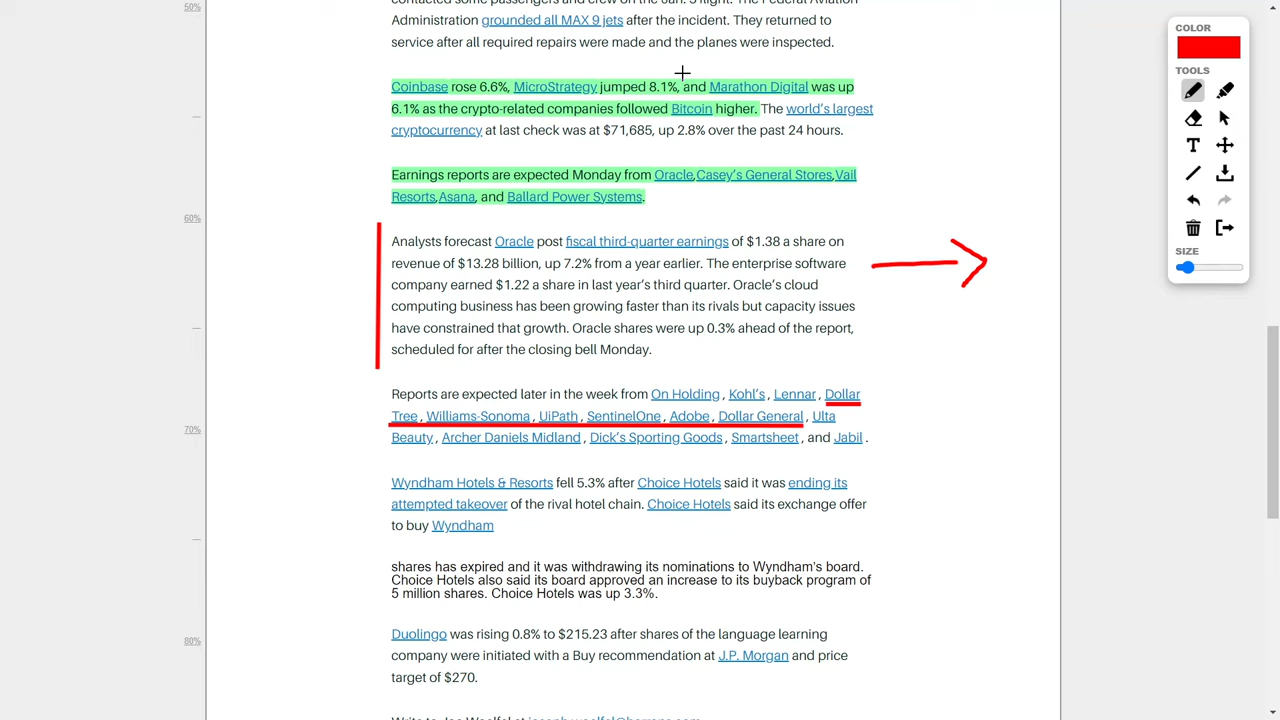 50%
Administration grounded all MAX 9 jets after the incident. They returned to
service after all required repairs were made and the planes were inspected.
Coinbase rose 6.6%, MicroStrategy jumped 8.1%, and Marathon Digital was up
6.1% as the crypto-related companies followed Bitcoin higher. The world's largest
cryptocurrency at last check was at $71,685, up 2.8% over the past 24 hours.
Earnings reports are expected Monday from Oracle,Casey's General Stores,Vail
Resorts,Asana, and Ballard Power Systems.
60%
Analysts forecast Oracle post fiscal third-quarter earnings of $1.38 a share on
revenue of $13.28 billion, up 7.2% from a year earlier. The enterprise software
company earned $1.22 a share in last year's third quarter. Oracle's cloud
computing business has been growing faster than its rivals but capacity issues
have constrained that growth. Oracle shares were up 0.3% ahead of the report,
scheduled for after the closing bell Monday.
Reports are expected later in the week from On Holding , Kohl's , Lennar , Dollar
Tree , Williams-Sonoma , UiPath , SentinelOne , Adobe , Dollar General , Ulta
70%
Beauty , Archer Daniels Midland , Dick's Sporting Goods , Smartsheet , and Jabil .
Wyndham Hotels & Resorts fell 5.3% after Choice Hotels said it was ending its
attempted takeover of the rival hotel chain. Choice Hotels said its exchange offer
to buy Wyndham
shares has expired and it was withdrawing its nominations to Wyndham's board.
Choice Hotels also said its board approved an increase to its buyback program of
5 million shares. Choice Hotels was up 3.3%.
80%
Duolingo was rising 0.8% to $215.23 after shares of the language learning
company were initiated with a Buy recommendation at J.P. Morgan and price
target of $270.
COLOR
TOOLS
T
SIZE